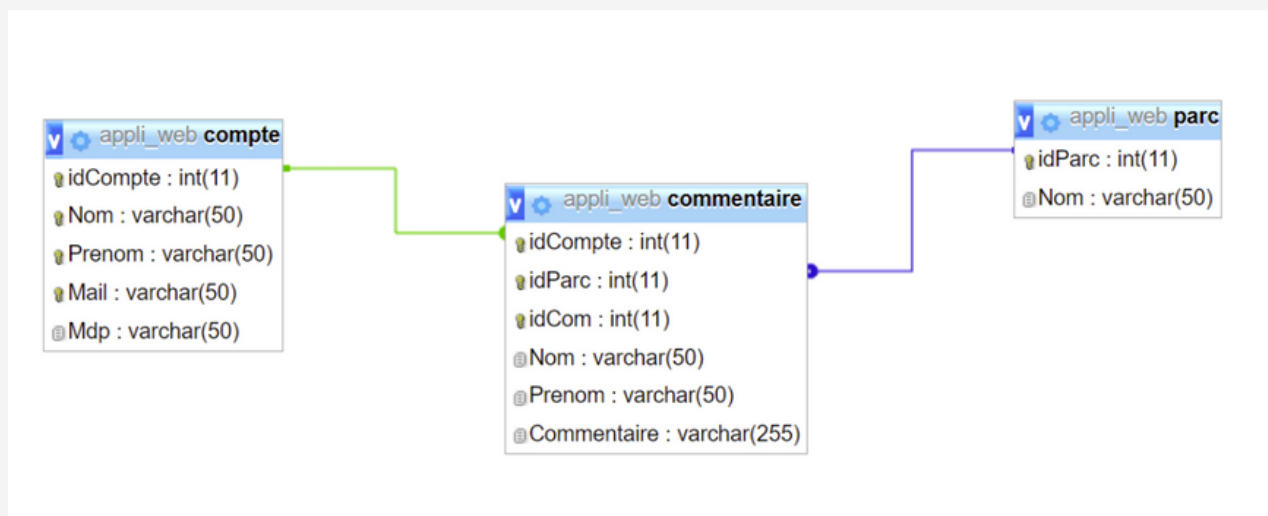 v appli_web compte
idCompte : int(11)
Nom : varchar(50)
Prenom : varchar(50)
Mail : varchar(50)
Mdp : varchar(50)
v appli_web commentaire
idCompte : int(11)
idParc : int(11)
idCom : int(11)
Nom : varchar(50)
Prenom : varchar(50)
Commentaire : varchar(255)
v appli_web parc
idParc : int(11)
Nom : varchar(50)